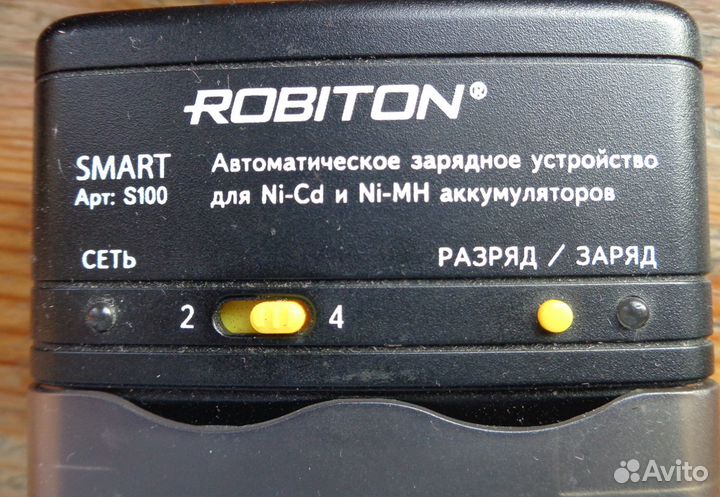 ROBITON®
SMART
Арт: S100
Автоматическое зарядное устройство
для Ni-Cd и Ni-MH аккумуляторов
СЕТЬ
РАЗРЯД / ЗАРЯД
2 4
Avito